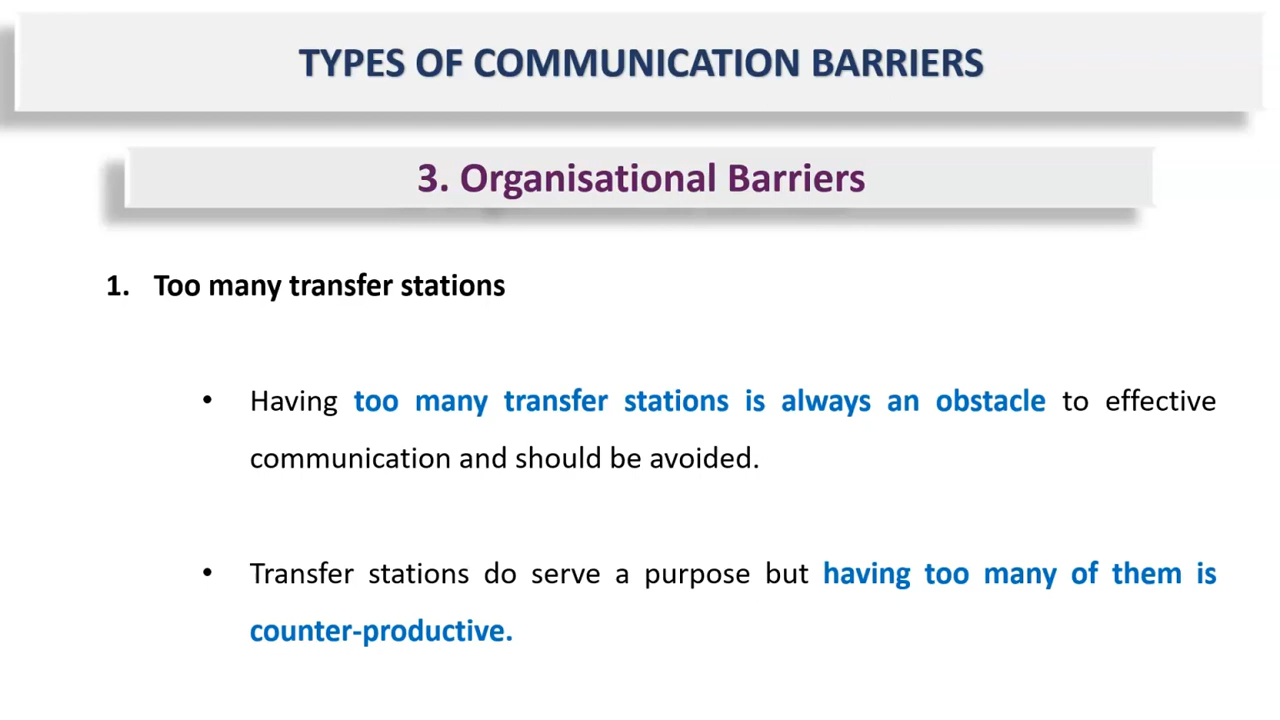 TYPES OF COMMUNICATION BARRIERS
3. Organisational Barriers
1. Too many transfer stations
• Having too many transfer stations is always an obstacle to effective
communication and should be avoided.
• Transfer stations do serve a purpose but having too many of them is
counter-productive.